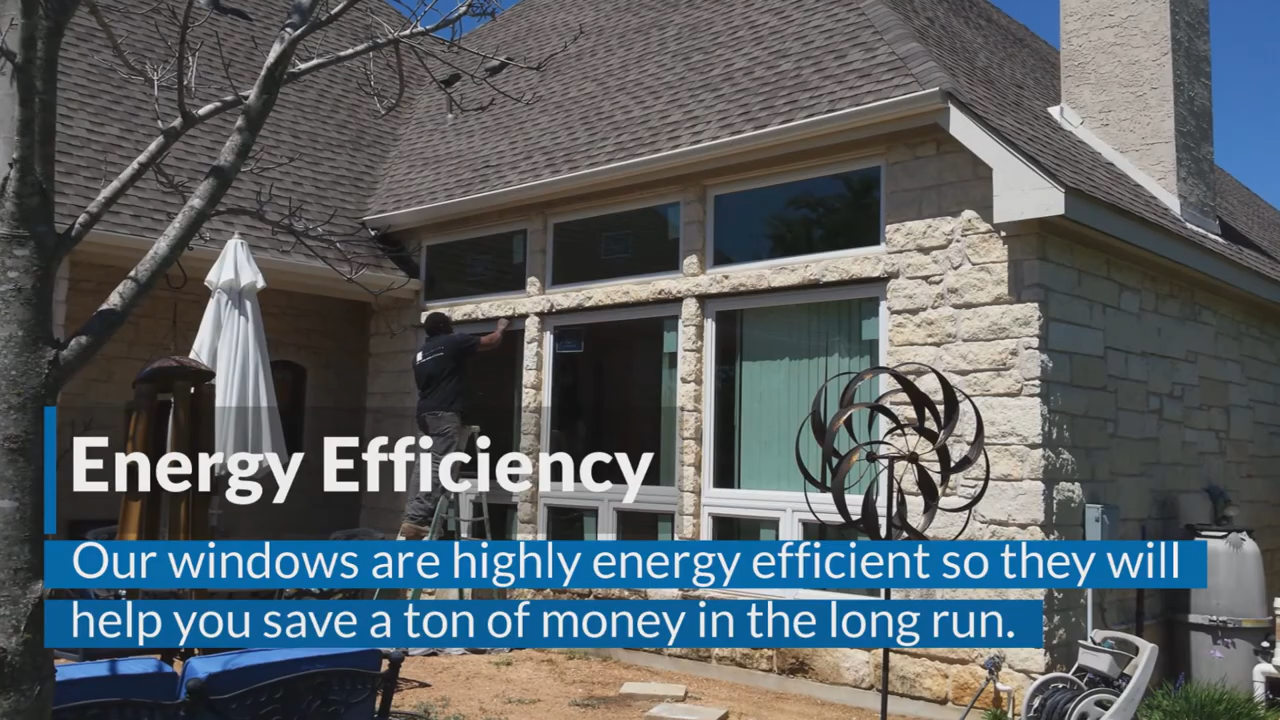 Energy Efficiency
Our windows are highly energy efficient so they will
help you save a ton of money in the long run.